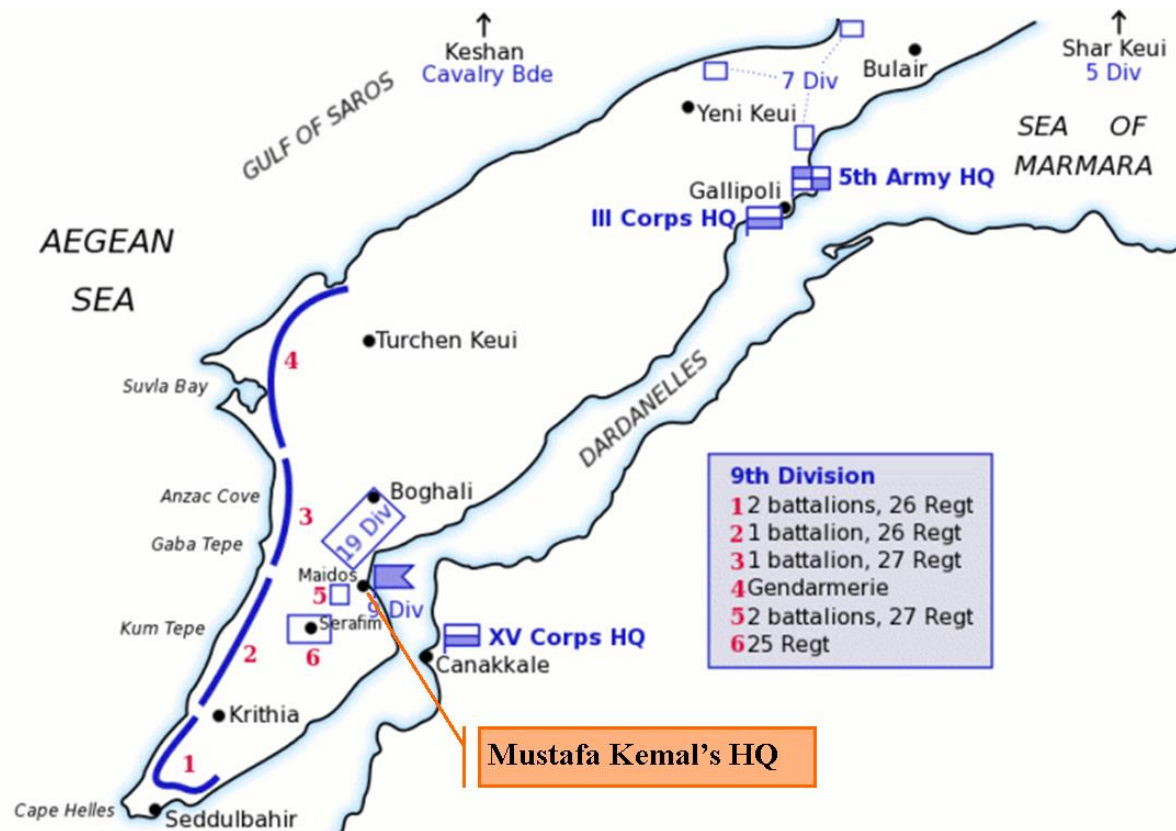 ↑
Keshan
Cavalry Bde
↑
Shar Keui
5 Div
Bulair
7 Div
Yeni Keui
GULF OF SAROS
SEA OF
MARMARA
5th Army HQ
Gallipoli
III Corps HQ
AEGEAN
SEA
Turchen Keui
4
Suvla Bay
DARDANELLES
Boghali
Anzac Cove
3
19 Div
Gaba Tepe
Maidos
5
9 Div
Serafim
Kum Tepe
2
6
XV Corps HQ
Canakkale
Krithia
1
Cape Helles
Seddulbahir
9th Division
1 2 battalions, 26 Regt
2 1 battalion, 26 Regt
3 1 battalion, 27 Regt
4 Gendarmerie
5 2 battalions, 27 Regt
6 25 Regt
Mustafa Kemal's HQ